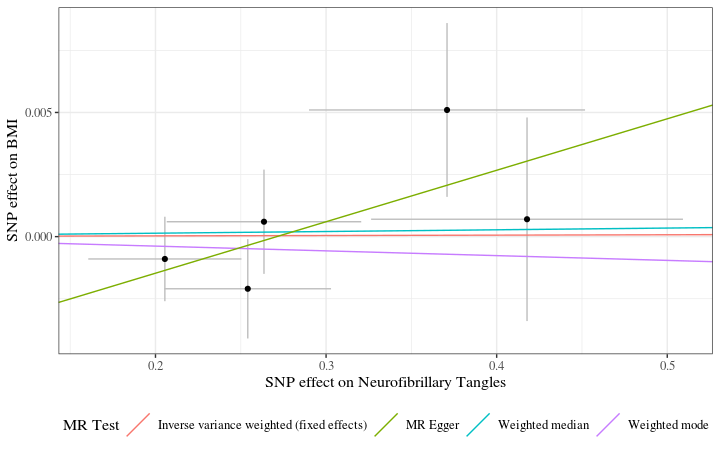 0.005
0.000
SNP effect on BMI
0.2 0.3 0.4 0.5
SNP effect on Neurofibrillary Tangles
MR Test Inverse variance weighted (fixed effects) MR Egger Weighted median Weighted mode